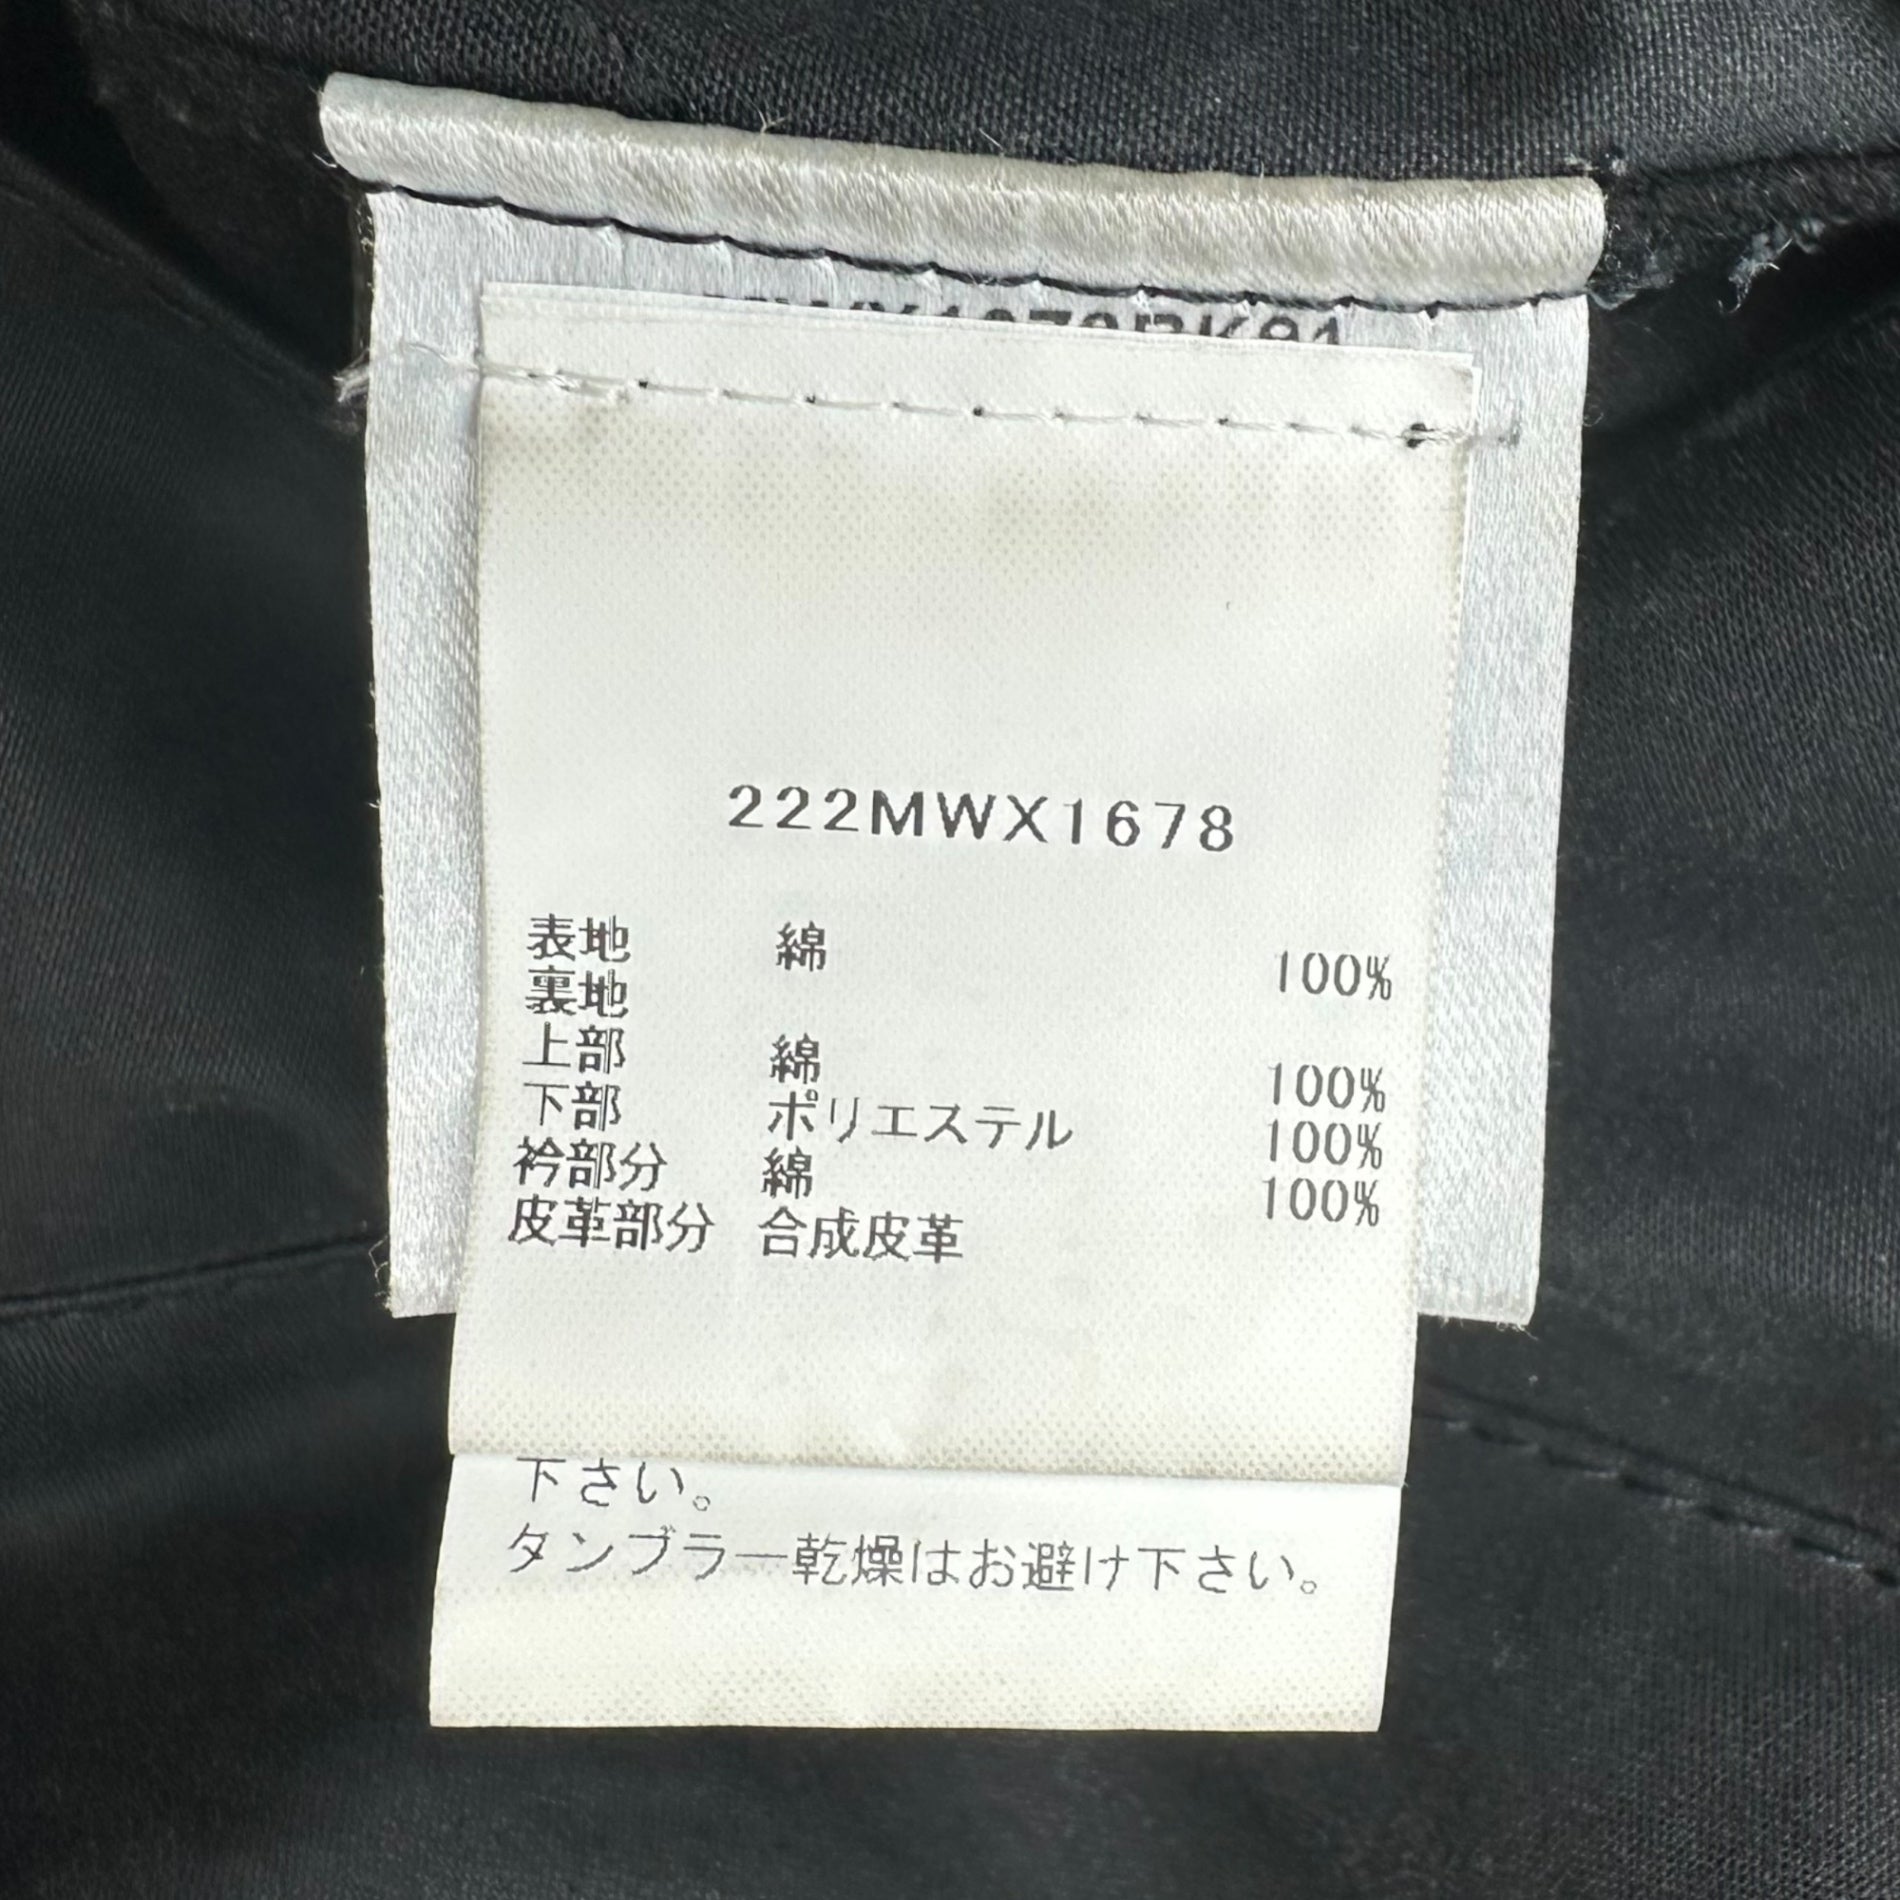 222MWX1678
表地 綿 100%
裏地
上部 綿 100%
下部 ポリエステル 100%
衿部分 綿 100%
皮革部分 合成皮革
下さい。
タンブラー乾燥はお避け下さい。